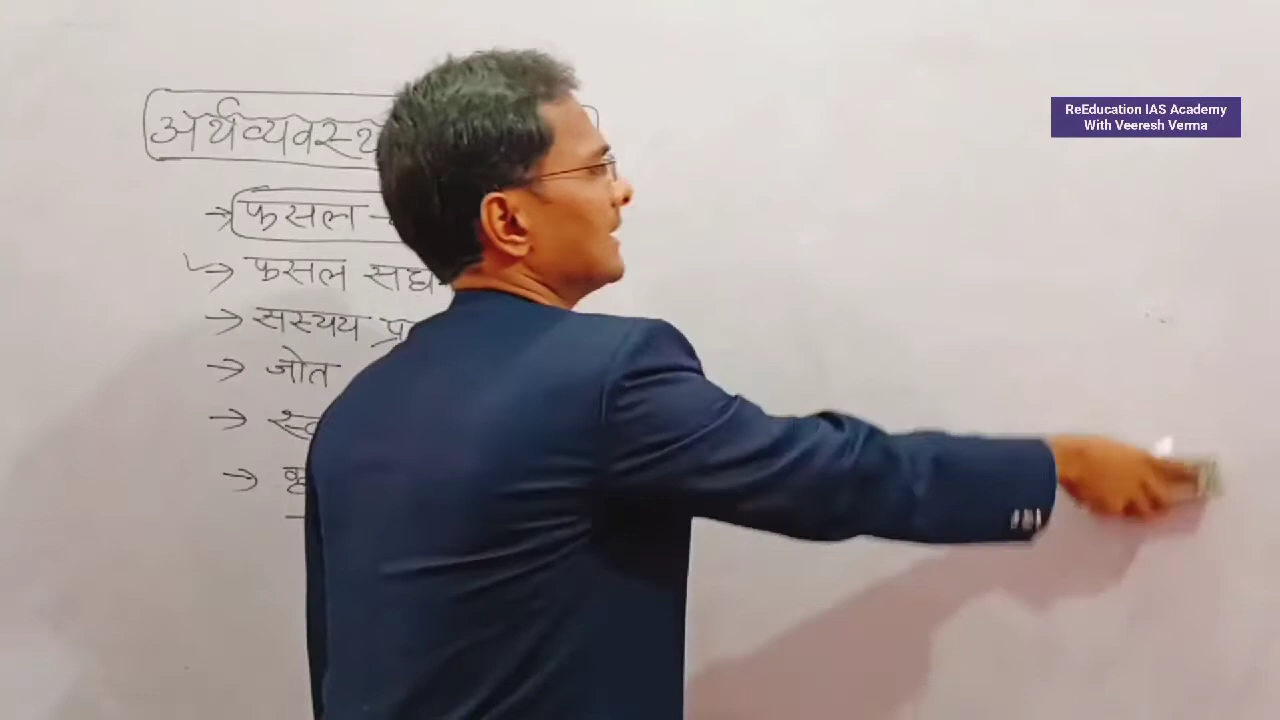 अर्थव्यवस्था
→ फसल -
→ फसल सघ
→ सस्यय प्र
→ जोत
→
→
ReEducation IAS Academy
With Veeresh Verma